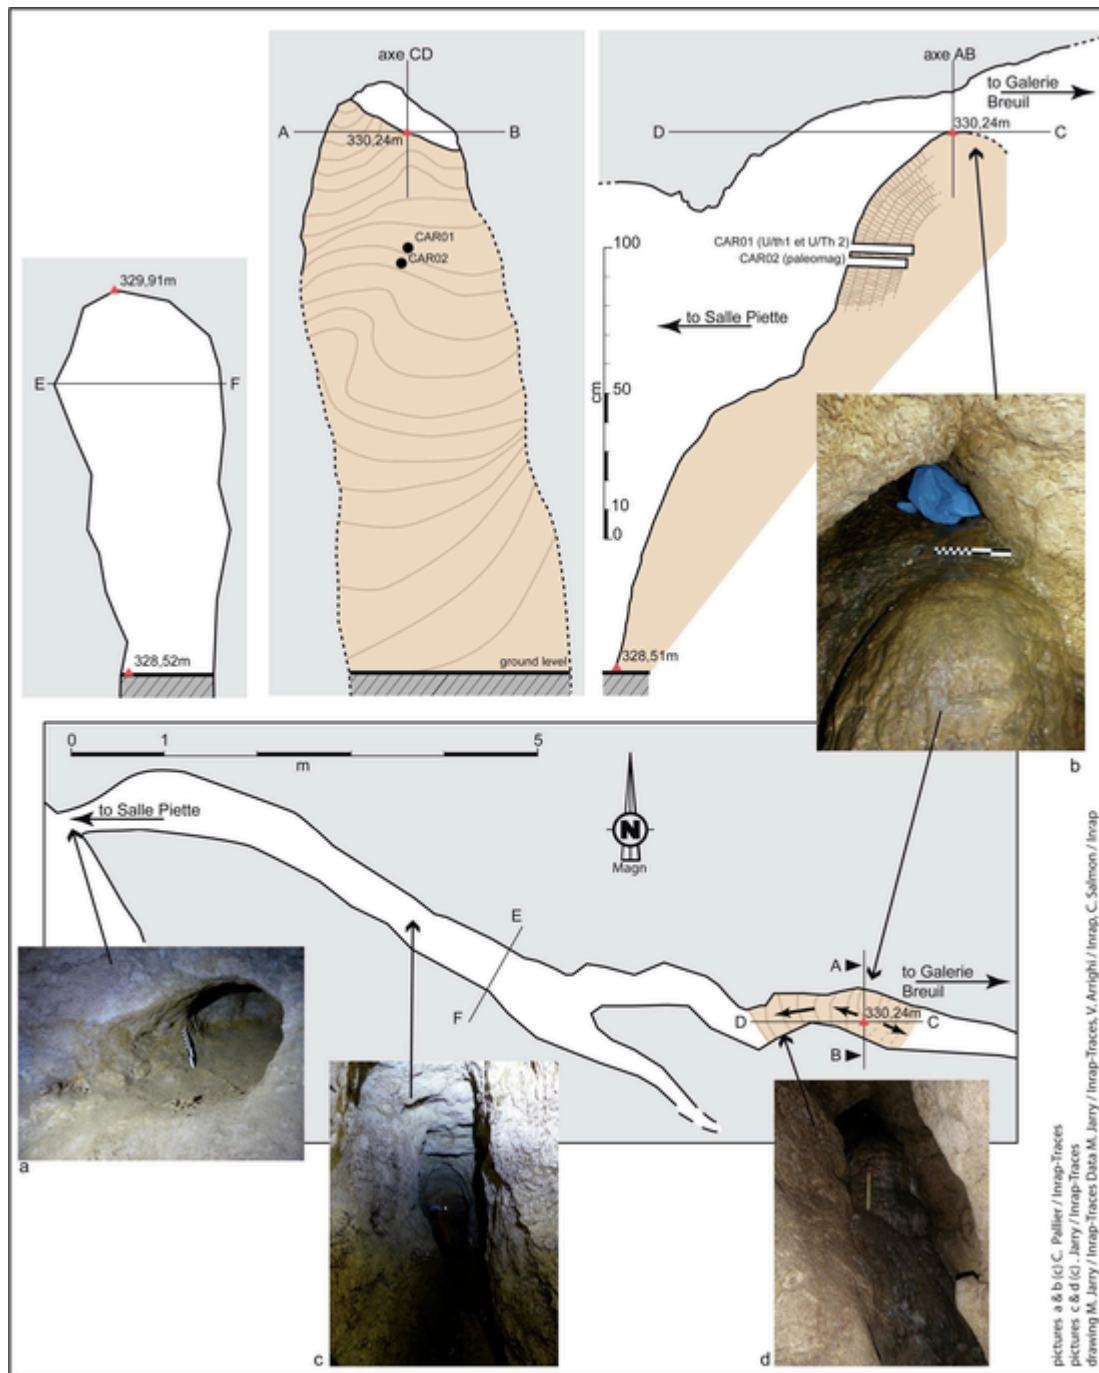 axe CD
A
B
330,24m
CAR01
CAR02
ground level
axe AB
to Galerie
Breuil
330,24m
D
C
CAR01 (U/th1 et U/Th 2)
CAR02 (paleomag)
to Salle Piette
100
50
10
0
cm
328,51m
329,91m
E
F
328,52m
b
0
1
5
m
to Salle Piette
N
Magn
E
F
A
to Galerie
Breuil
D
330,24m
C
B
a
c
d
pictures a & b (c) C. Pallier / Inrap-Traces
pictures c & d (c) . Jarry / Inrap-Traces
drawing M. Jarry / Inrap-Traces Data M. Jarry / Inrap-Traces, V. Arrighi / Inrap, C. Salmon / Inrap